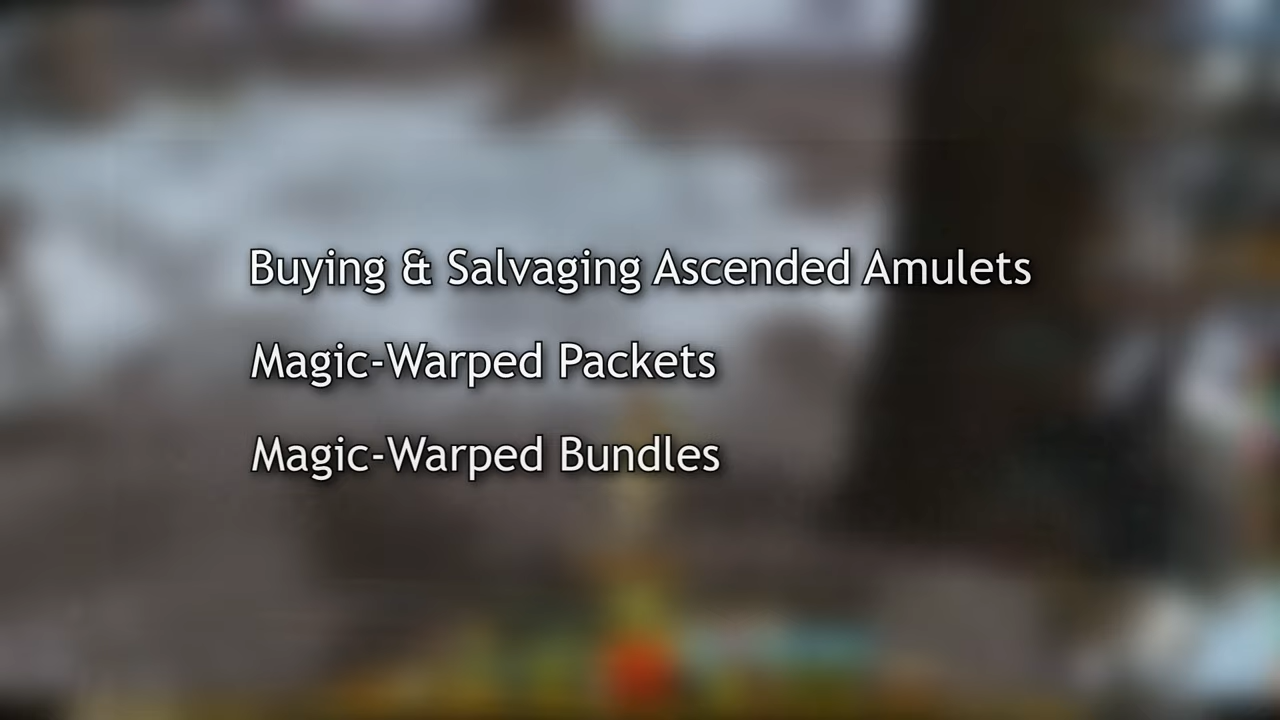 Buying & Salvaging Ascended Amulets
Magic-Warped Packets
Magic-Warped Bundles